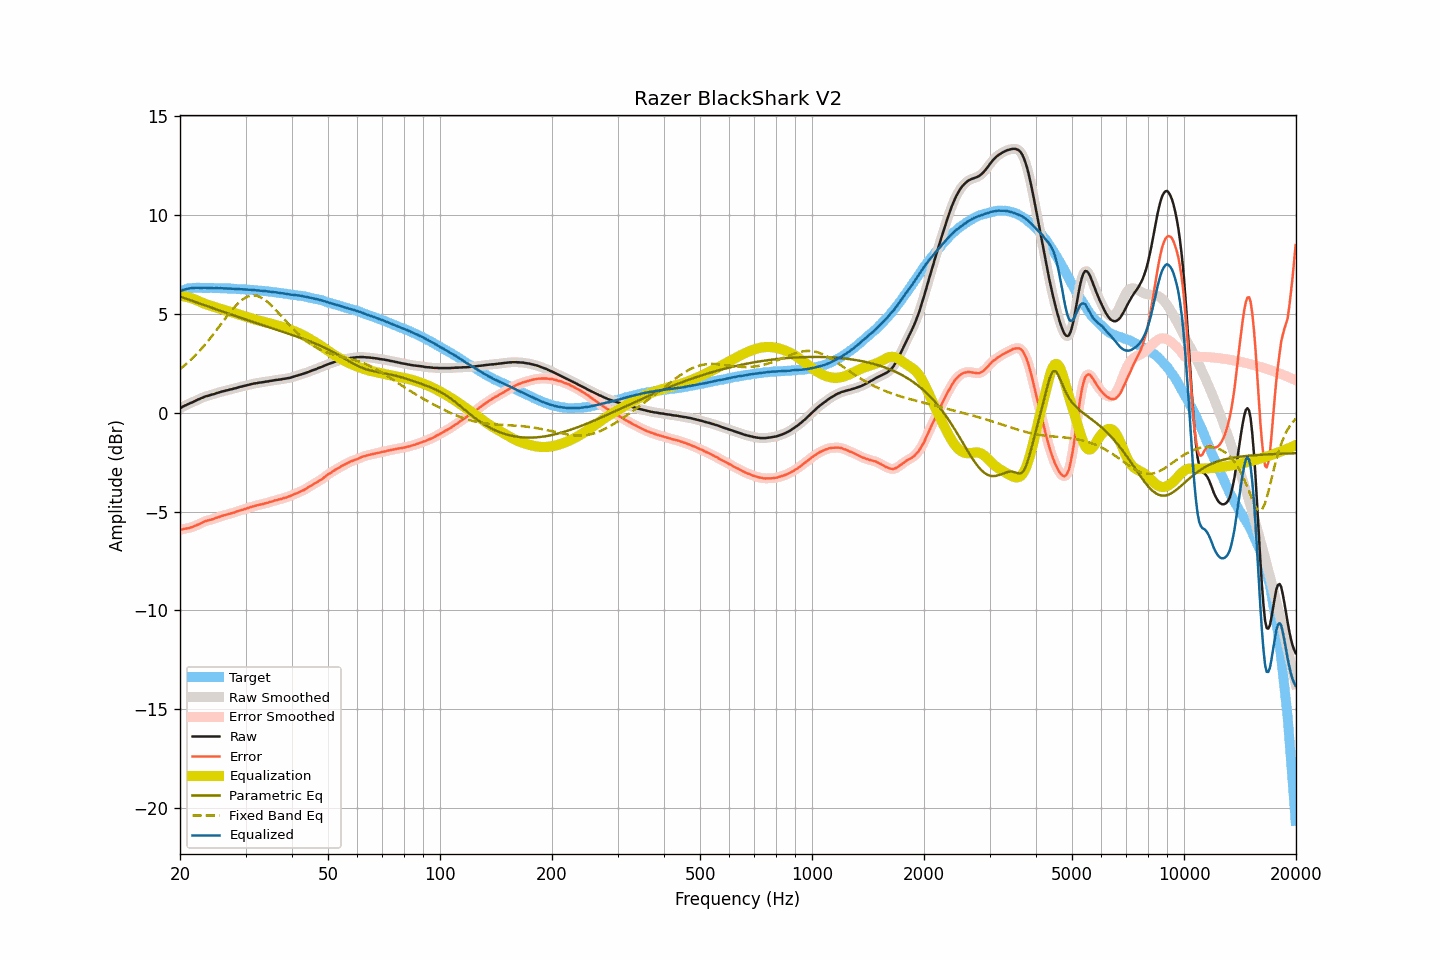 Razer BlackShark V2
15
10
5
0
−5
−10
−15
−20
Amplitude (dBr)
Target
Raw Smoothed
Error Smoothed
Raw
Error
Equalization
Parametric Eq
Fixed Band Eq
Equalized
20 50 100 200 500 1000 2000 5000 10000 20000
Frequency (Hz)